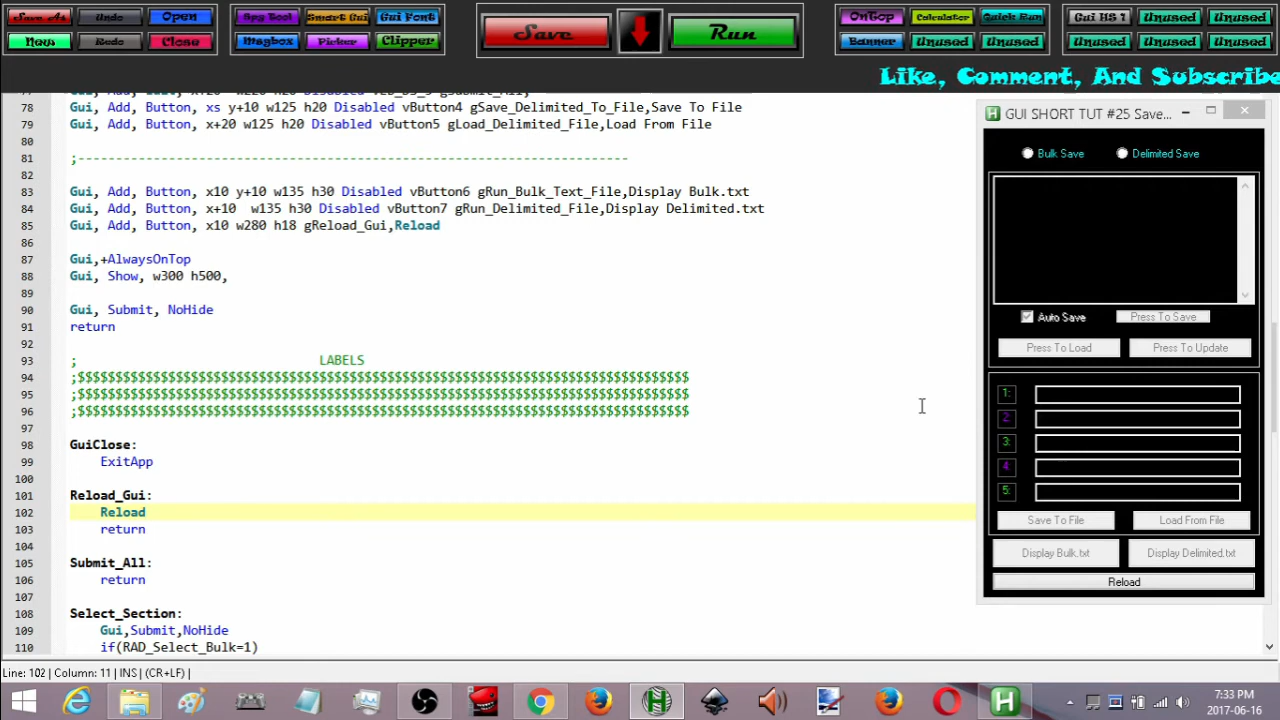 Save As Undo Open Spy Tool Smart Gui Gui Font Save Run OnTop Calculator Quick Run Gui HS 1 Unused Unused
New Redo Close Msgbox Picker Clipper Banner Unused Unused Unused Unused Unused
Like, Comment, And Subscribe
78 Gui, Add, Button, xs y+10 w125 h20 Disabled vButton4 gSave_Delimited_To_File,Save To File
79 Gui, Add, Button, x+20 w125 h20 Disabled vButton5 gLoad_Delimited_File,Load From File
80
81 ;--------------------------------------------------------------------------
82
83 Gui, Add, Button, x10 y+10 w135 h30 Disabled vButton6 gRun_Bulk_Text_File,Display Bulk.txt
84 Gui, Add, Button, x+10  w135 h30 Disabled vButton7 gRun_Delimited_File,Display Delimited.txt
85 Gui, Add, Button, x10 w280 h18 gReload_Gui,Reload
86
87 Gui,+AlwaysOnTop
88 Gui, Show, w300 h500,
89
90 Gui, Submit, NoHide
91 return
92
93 ; LABELS
94 ;$$$$$$$$$$$$$$$$$$$$$$$$$$$$$$$$$$$$$$$$$$$$$$$$$$$$$$$$$$$$$$$$$$$$$$$$$$$$$$$$$$
95 ;$$$$$$$$$$$$$$$$$$$$$$$$$$$$$$$$$$$$$$$$$$$$$$$$$$$$$$$$$$$$$$$$$$$$$$$$$$$$$$$$$$
96 ;$$$$$$$$$$$$$$$$$$$$$$$$$$$$$$$$$$$$$$$$$$$$$$$$$$$$$$$$$$$$$$$$$$$$$$$$$$$$$$$$$$
97
98 GuiClose:
99 ExitApp
100
101 Reload_Gui:
102 Reload
103 return
104
105 Submit_All:
106 return
107
108 Select_Section:
109 Gui,Submit,NoHide
110 if(RAD_Select_Bulk=1)
GUI SHORT TUT #25 Save...
Bulk Save Delimited Save
Auto Save Press To Save
Press To Load Press To Update
1:
2:
3:
4:
5:
Save To File Load From File
Display Bulk.txt Display Delimited.txt
Reload
Line: 102 | Column: 11 | INS | (CR+LF) |
7:33 PM
2017-06-16